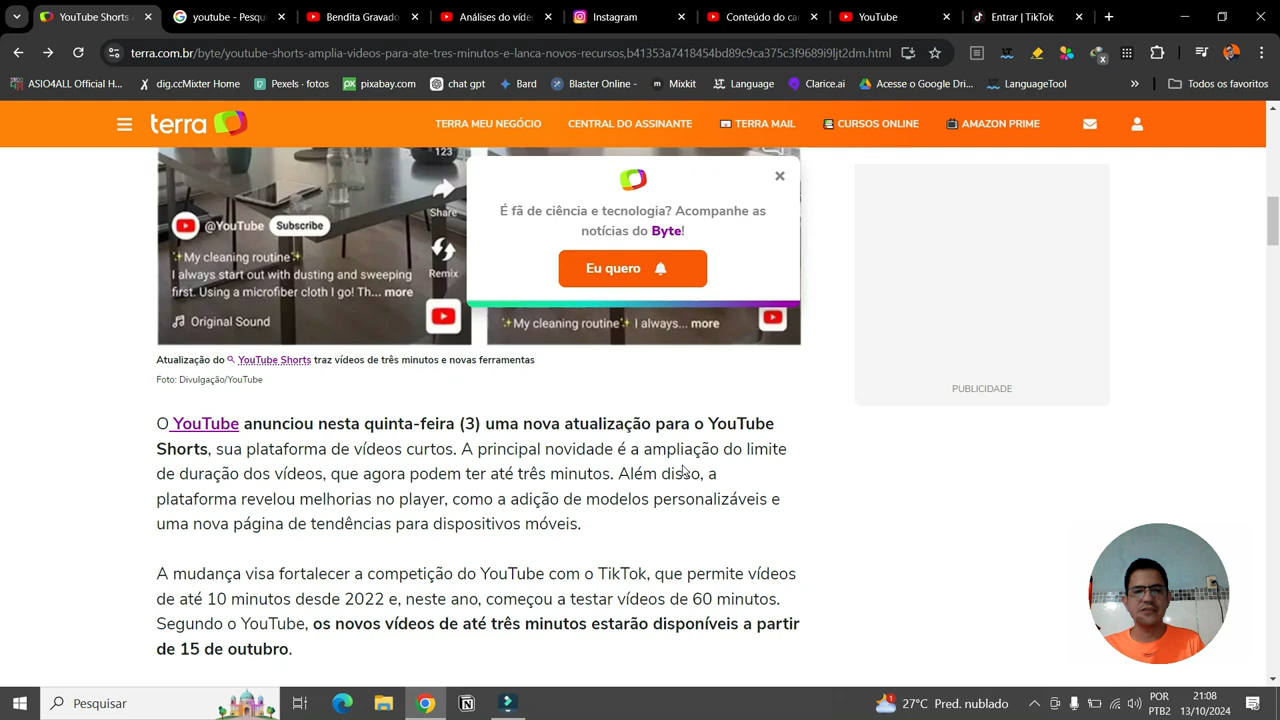 YouTube Shorts a
youtube - Pesqu
Bendita Gravado
Análises do víde
Instagram
Conteúdo do ca
YouTube
Entrar | TikTok
terra.com.br/byte/youtube-shorts-amplia-videos-para-ate-tres-minutos-e-lanca-novos-recursos,b41353a7418454bd89c9ca375c3f9689i9ljt2dm.html
ASIO4ALL Official H...
dig.ccMixter Home
Pexels · fotos
pixabay.com
chat gpt
Bard
Blaster Online -
Mixkit
Language
Clarice.ai
Acesse o Google Dri...
LanguageTool
Todos os favoritos
terra
TERRA MEU NEGÓCIO
CENTRAL DO ASSINANTE
TERRA MAIL
CURSOS ONLINE
AMAZON PRIME
123
Share
@YouTube Subscribe
✨My cleaning routine✨
I always start out with dusting and sweeping
first. Using a microfiber cloth I go! Th... more
Remix
Original Sound
É fã de ciência e tecnologia? Acompanhe as
notícias do Byte!
Eu quero
✨My cleaning routine✨ I always... more
PUBLICIDADE
Atualização do YouTube Shorts traz vídeos de três minutos e novas ferramentas
Foto: Divulgação/YouTube
O YouTube anunciou nesta quinta-feira (3) uma nova atualização para o YouTube
Shorts, sua plataforma de vídeos curtos. A principal novidade é a ampliação do limite
de duração dos vídeos, que agora podem ter até três minutos. Além disso, a
plataforma revelou melhorias no player, como a adição de modelos personalizáveis e
uma nova página de tendências para dispositivos móveis.
A mudança visa fortalecer a competição do YouTube com o TikTok, que permite vídeos
de até 10 minutos desde 2022 e, neste ano, começou a testar vídeos de 60 minutos.
Segundo o YouTube, os novos vídeos de até três minutos estarão disponíveis a partir
de 15 de outubro.
Pesquisar
27°C Pred. nublado
POR
PTB2
21:08
13/10/2024